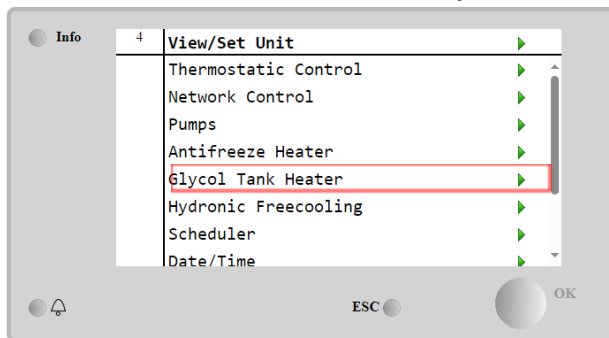 Info
4 View/Set Unit
Thermostatic Control
Network Control
Pumps
Antifreeze Heater
Glycol Tank Heater
Hydronic Freecooling
Scheduler
Date/Time
ESC
OK